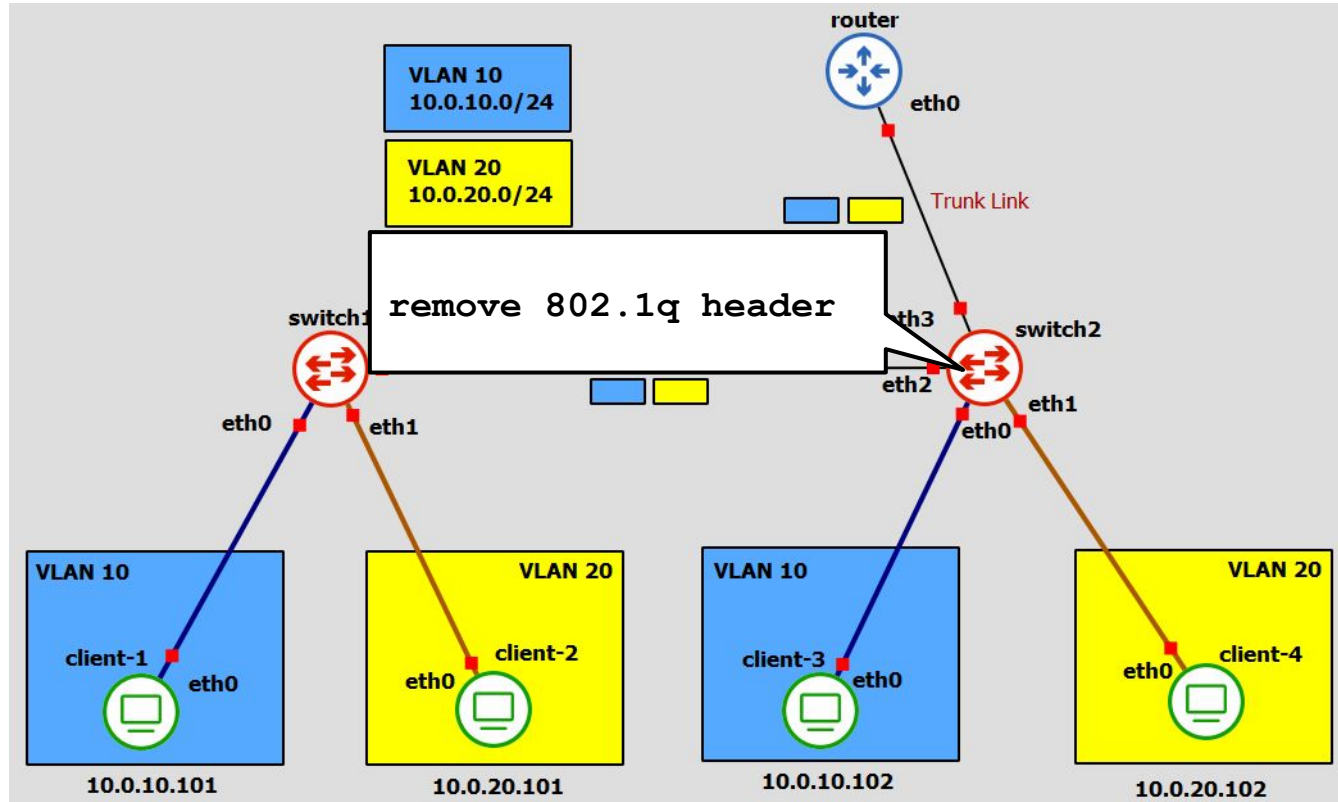 router
VLAN 10
10.0.10.0/24
eth0
VLAN 20
10.0.20.0/24
Trunk Link
remove 802.1q header
switch1
eth3
switch2
eth2
eth0
eth1
eth0
eth1
VLAN 10
VLAN 20
VLAN 10
VLAN 20
client-1
eth0
client-2
eth0
client-3
eth0
client-4
eth0
10.0.10.101
10.0.20.101
10.0.10.102
10.0.20.102